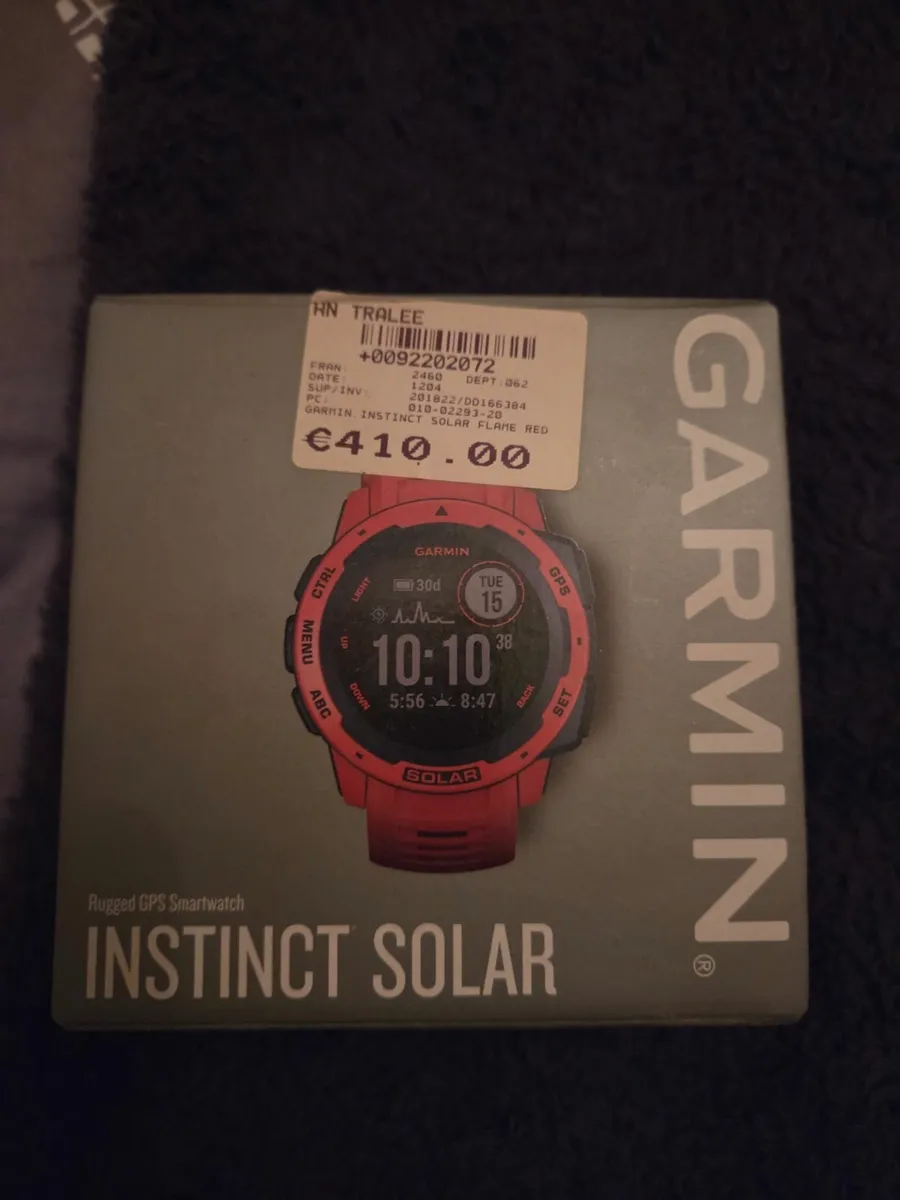 HN TRALEE
+0092202072
FRAN: 2460 DEPT:062
DATE: 1204
SUP/INV: 201822/DD166384
PC: 010-02293-20
GARMIN INSTINCT SOLAR FLAME RED
€410.00
GARMIN®
GARMIN
CTRL
LIGHT
GPS
30d
TUE
15
MENU
UP
10:10 38
5:56 8:47
ABC
DOWN
BACK
SET
SOLAR
Rugged GPS Smartwatch
INSTINCT® SOLAR